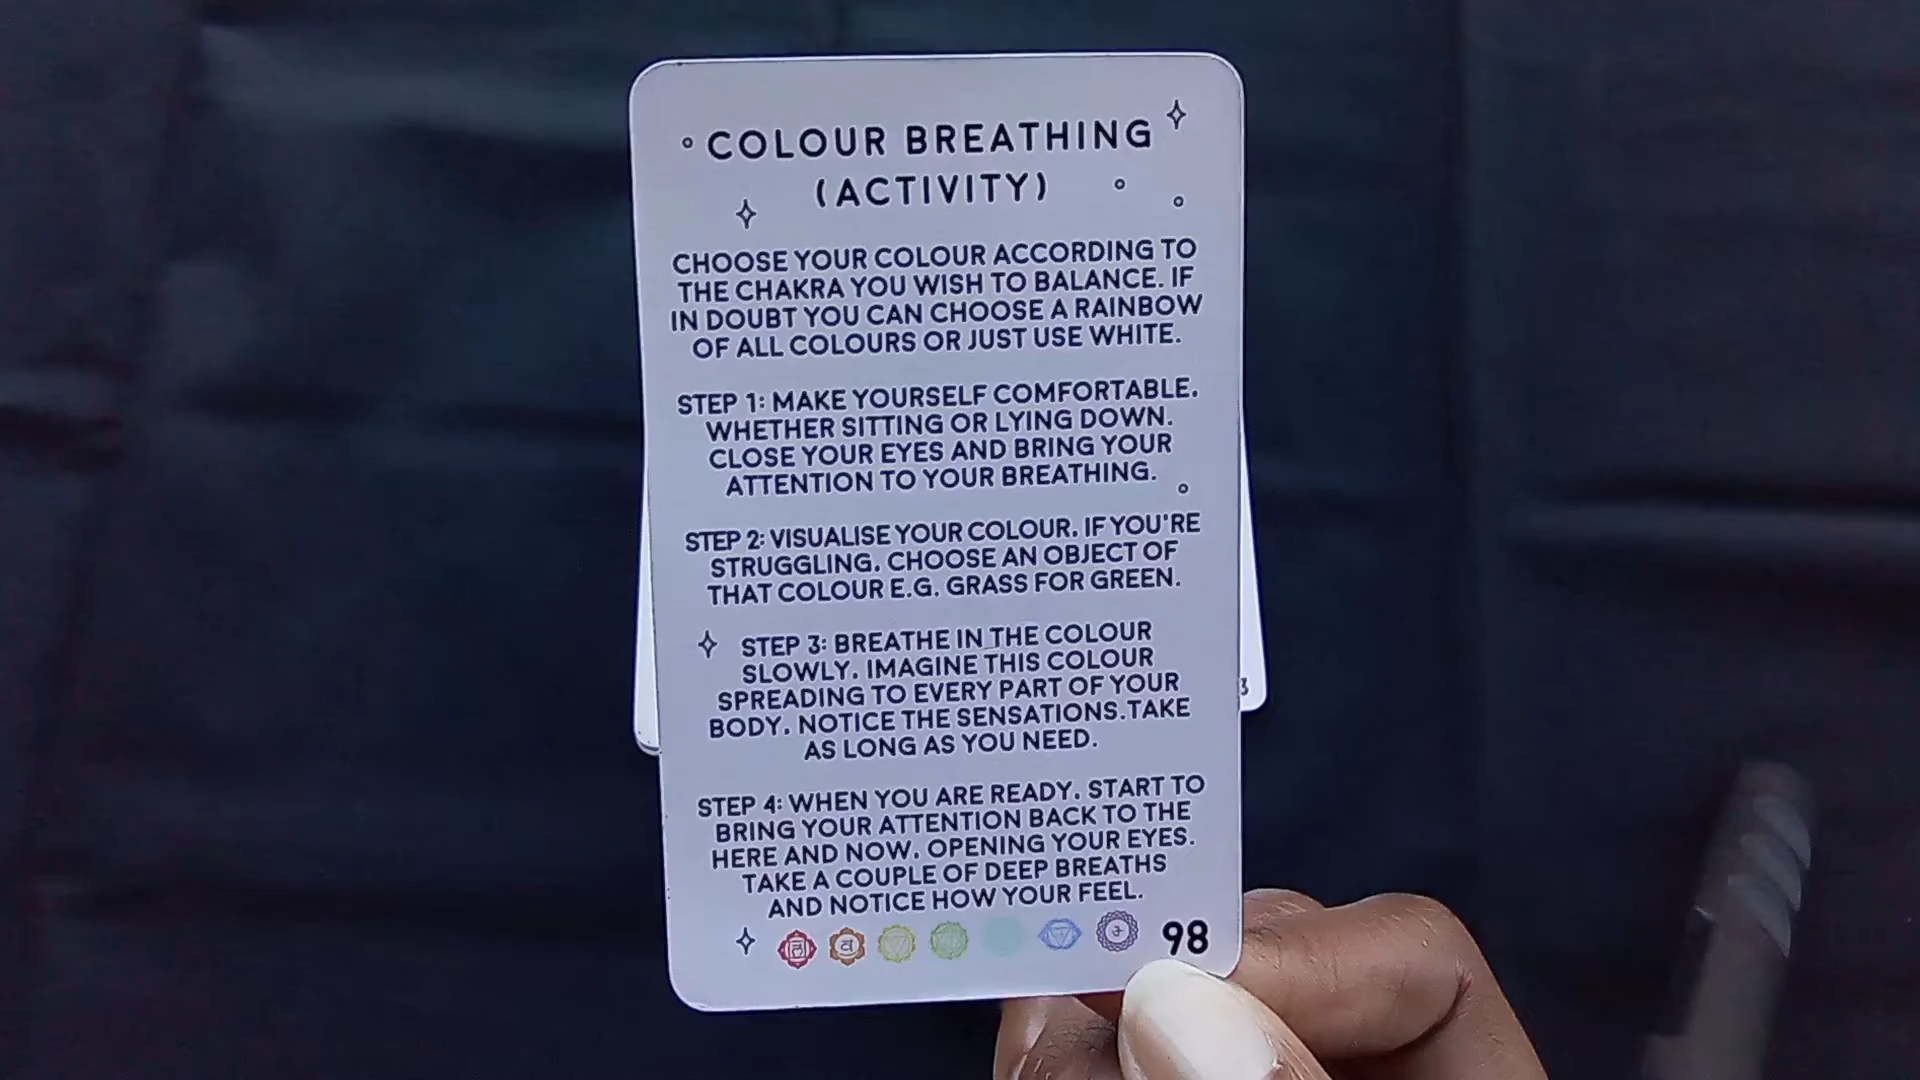 COLOUR BREATHING
(ACTIVITY)
CHOOSE YOUR COLOUR ACCORDING TO
THE CHAKRA YOU WISH TO BALANCE. IF
IN DOUBT YOU CAN CHOOSE A RAINBOW
OF ALL COLOURS OR JUST USE WHITE.
STEP 1: MAKE YOURSELF COMFORTABLE.
WHETHER SITTING OR LYING DOWN.
CLOSE YOUR EYES AND BRING YOUR
ATTENTION TO YOUR BREATHING.
STEP 2: VISUALISE YOUR COLOUR. IF YOU'RE
STRUGGLING. CHOOSE AN OBJECT OF
THAT COLOUR E.G. GRASS FOR GREEN.
STEP 3: BREATHE IN THE COLOUR
SLOWLY. IMAGINE THIS COLOUR
SPREADING TO EVERY PART OF YOUR
BODY. NOTICE THE SENSATIONS.TAKE
AS LONG AS YOU NEED.
STEP 4: WHEN YOU ARE READY. START TO
BRING YOUR ATTENTION BACK TO THE
HERE AND NOW. OPENING YOUR EYES.
TAKE A COUPLE OF DEEP BREATHS
AND NOTICE HOW YOUR FEEL.
98
3